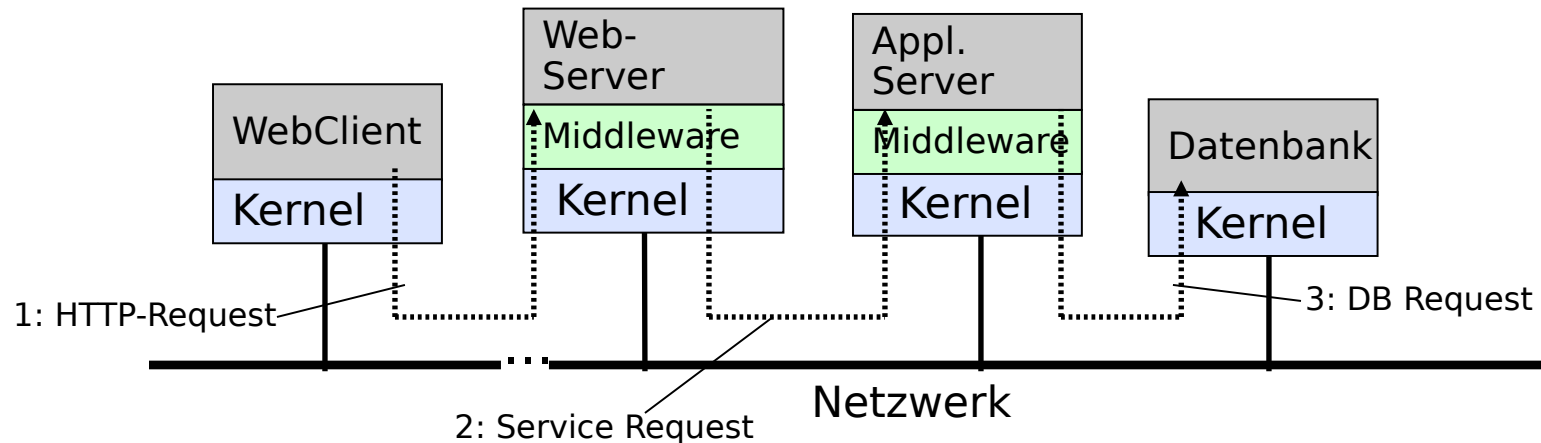 Web-
Server
Middleware
Kernel
Appl.
Server
Middleware
Kernel
WebClient
Kernel
Datenbank
Kernel
1: HTTP-Request
3: DB Request
2: Service Request
Netzwerk